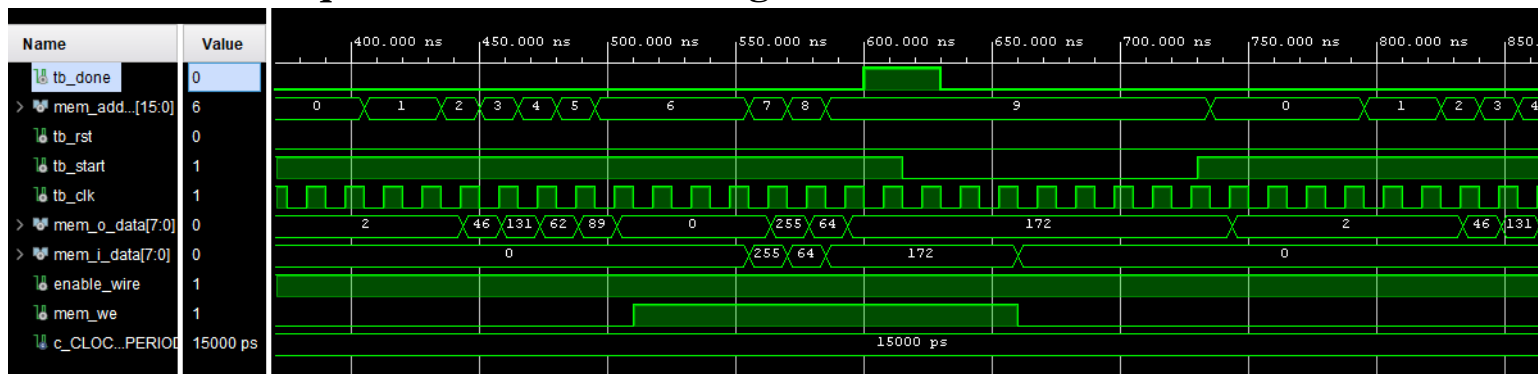 Name Value 400.000 ns 450.000 ns 500.000 ns 550.000 ns 600.000 ns 650.000 ns 700.000 ns 750.000 ns 800.000 ns 850.
tb_done 0
mem_add...[15:0] 6 0 1 2 3 4 5 6 7 8 9 0 1 2 3 4
tb_rst 0
tb_start 1
tb_clk 1
mem_o_data[7:0] 0 2 46 131 62 89 0 255 64 172 2 46 131
mem_i_data[7:0] 0 0 255 64 172 0
enable_wire 1
mem_we 1
c_CLOC...PERIOD 15000 ps 15000 ps